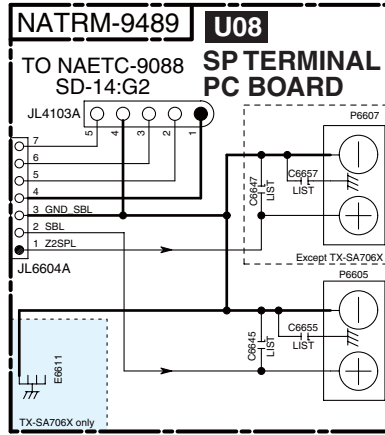 NATRM-9489
U08
TO NAETC-9088
SD-14:G2
SP TERMINAL
PC BOARD
JL4103A
5
4
3
2
1
P6607
7
6
5
4
3 GND_SBL
2 SBL
1 Z2SPL
JL6604A
C6647
LIST
C6657
LIST
Except TX-SA706X
P6605
C6645
LIST
C6655
LIST
E6611
TX-SA706X only